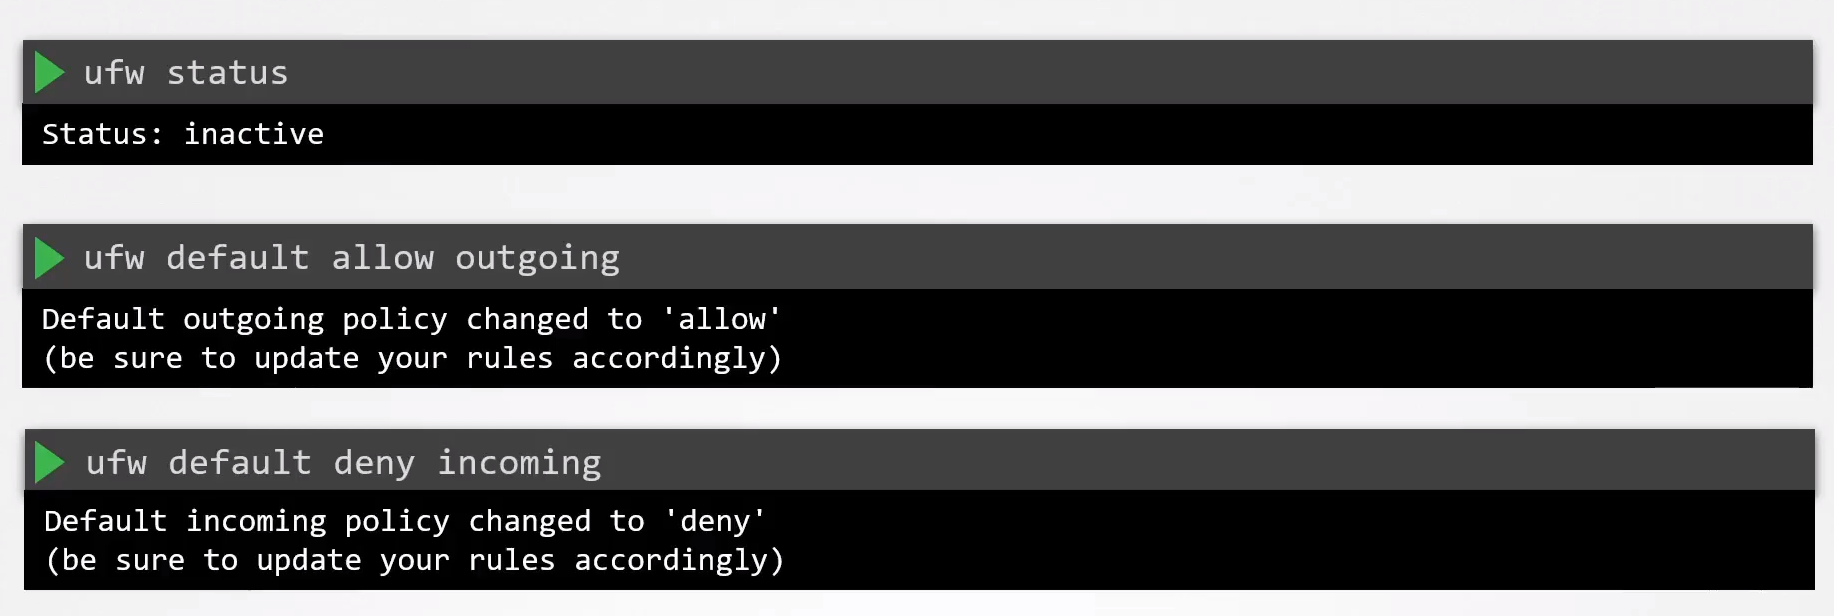 ufw status
Status: inactive
ufw default allow outgoing
Default outgoing policy changed to 'allow'
(be sure to update your rules accordingly)
ufw default deny incoming
Default incoming policy changed to 'deny'
(be sure to update your rules accordingly)